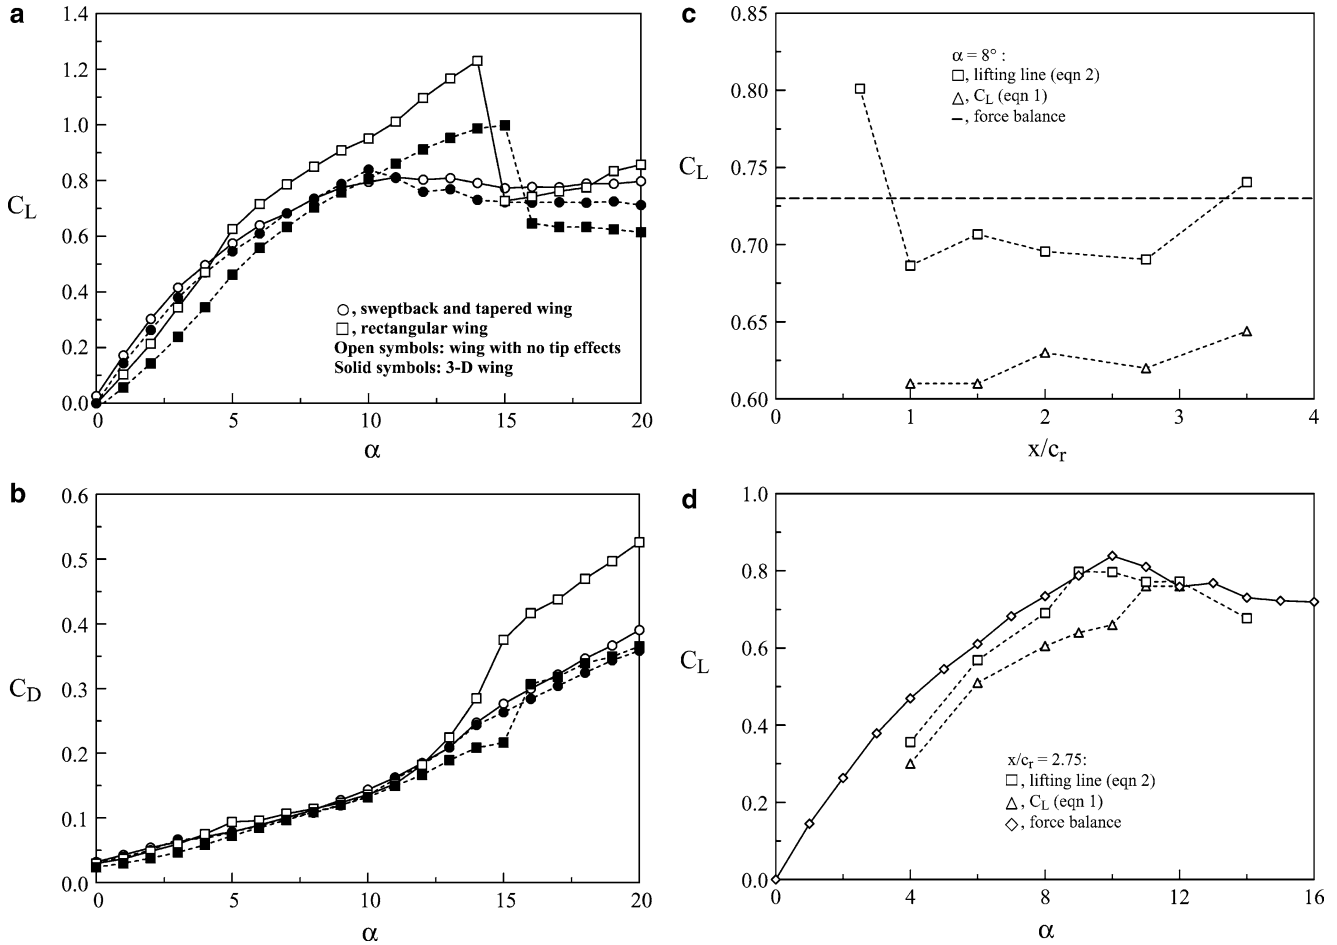 a
1.4
1.2
1.0
0.8
0.6
0.4
0.2
0.0
C_L
0 5 10 15 20
α
○, sweptback and tapered wing
□, rectangular wing
Open symbols: wing with no tip effects
Solid symbols: 3-D wing
b
0.6
0.5
0.4
0.3
0.2
0.1
0.0
C_D
0 5 10 15 20
α
c
0.85
0.80
0.75
0.70
0.65
0.60
C_L
0 1 2 3 4
x/c_r
α = 8° :
□, lifting line (eqn 2)
△, C_L (eqn 1)
–, force balance
d
1.0
0.8
0.6
0.4
0.2
0.0
C_L
0 4 8 12 16
α
x/c_r = 2.75:
□, lifting line (eqn 2)
△, C_L (eqn 1)
◇, force balance